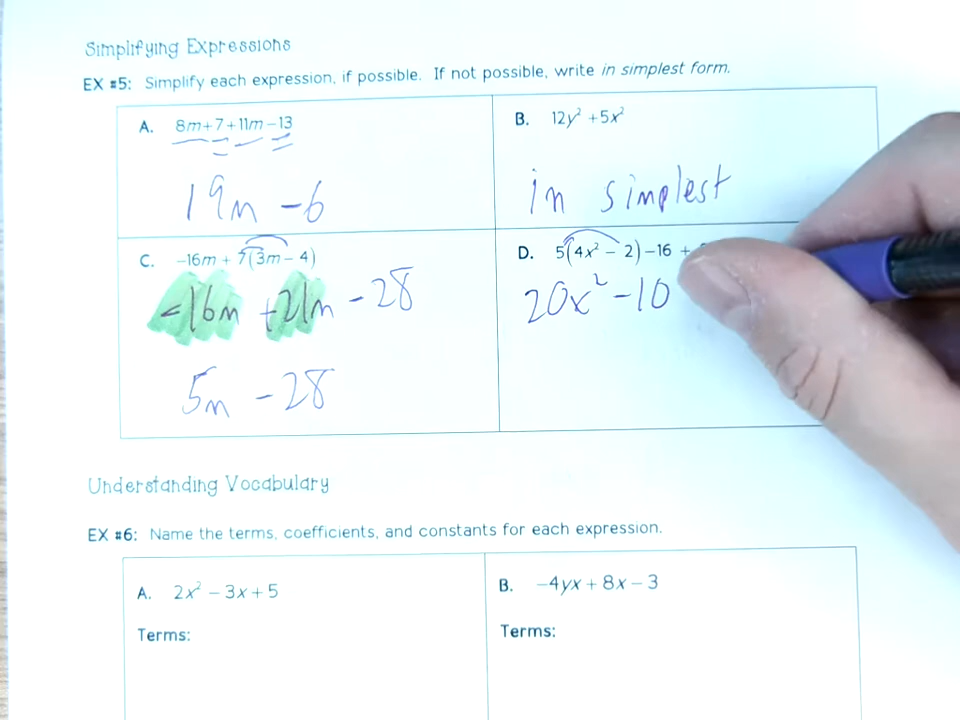 Simplifying Expressions
EX #5: Simplify each expression, if possible. If not possible, write in simplest form.
A. 8m+7+11m-13
19m -6
B. 12y² +5x²
in simplest
C. -16m + 7(3m - 4)
-16m +21m -28
5m -28
D. 5(4x² - 2)-16 +
20x² -10
Understanding Vocabulary
EX #6: Name the terms, coefficients, and constants for each expression.
A. 2x² - 3x + 5
Terms:
B. -4yx + 8x - 3
Terms: